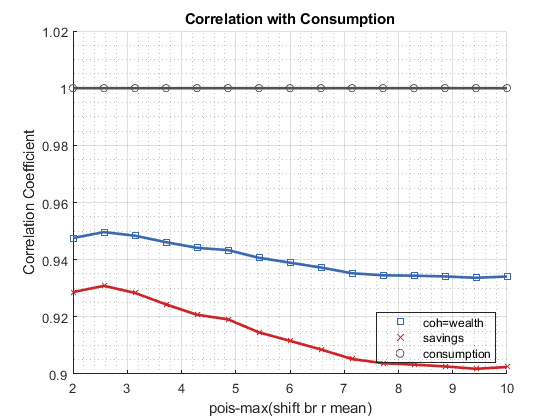 Correlation with Consumption
1.02
1
0.98
0.96
0.94
0.92
0.9
Correlation Coefficient
coh=wealth
savings
consumption
2 3 4 5 6 7 8 9 10
pois-max(shift br r mean)